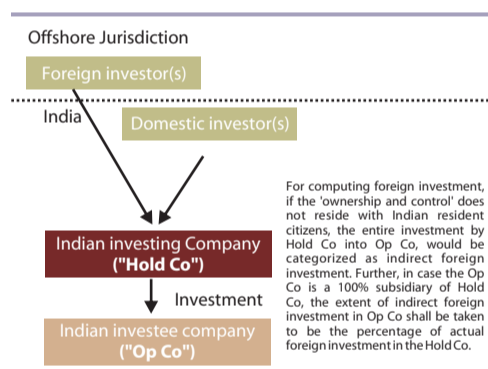 Offshore Jurisdiction
Foreign investor(s)
India
Domestic investor(s)
Indian investing Company
("Hold Co")
Investment
Indian investee company
("Op Co")
For computing foreign investment,
if the 'ownership and control' does
not reside with Indian resident
citizens, the entire investment by
Hold Co into Op Co, would be
categorized as indirect foreign
investment. Further, in case the Op
Co is a 100% subsidiary of Hold
Co, the extent of indirect foreign
investment in Op Co shall be taken
to be the percentage of actual
foreign investment in the Hold Co.